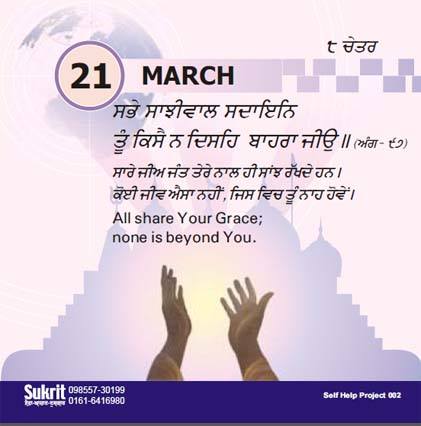 ੮ ਚੇਤਰ
21 MARCH
ਸਭੇ ਸਾਝੀਵਾਲ ਸਦਾਇਨਿ
ਤੂੰ ਕਿਸੈ ਨ ਦਿਸਹਿ ਬਾਹਰਾ ਜੀਉ ॥ (ਅੰਗ - ੯੭)
ਸਾਰੇ ਜੀਅ ਜੰਤ ਤੇਰੇ ਨਾਲ ਹੀ ਸਾਂਝ ਰੱਖਦੇ ਹਨ।
ਕੋਈ ਜੀਵ ਐਸਾ ਨਹੀਂ, ਜਿਸ ਵਿਚ ਤੂੰ ਨਾਹ ਹੋਵੇਂ।
All share Your Grace;
none is beyond You.
Sukrit 098557-30199
0161-6416980
Self Help Project 002